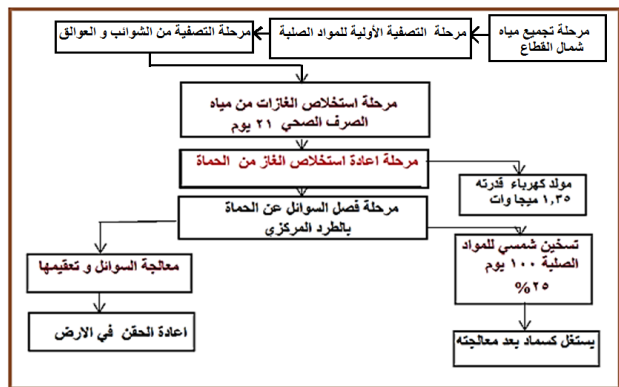 مرحلة تجميع مياه
شمال القطاع
مرحلة التصفية الأولية للمواد الصلبة
مرحلة التصفية من الشوائب و العوالق
مرحلة استخلاص الغازات من مياه
الصرف الصحي ٢١ يوم
مرحلة اعادة استخلاص الغاز من الحماة
مولد كهرباء قدرته
١,٣٥ ميجا وات
مرحلة فصل السوائل عن الحماة
بالطرد المركزي
تسخين شمسي للمواد
الصلبة ١٠٠ يوم
٢٥%
معالجة السوائل و تعقيمها
يستغل كسماد بعد معالجته
اعادة الحقن في الارض